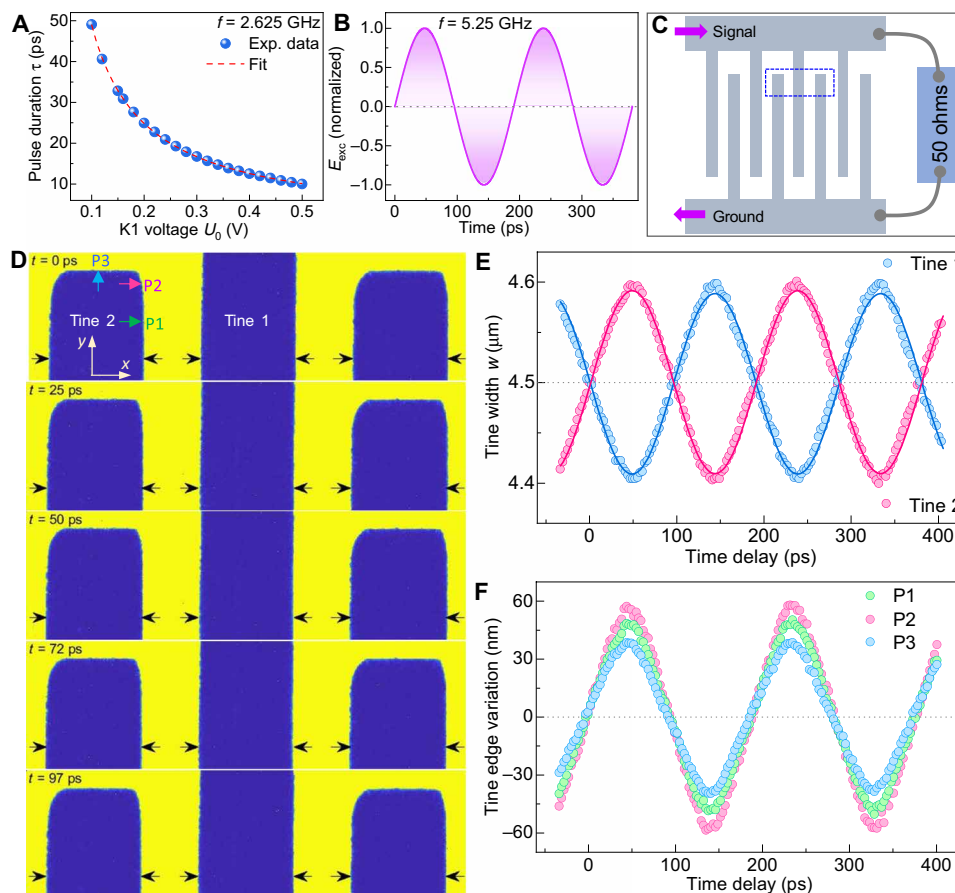 A
f = 2.625 GHz
Exp. data
Fit
Pulse duration τ (ps)
50
40
30
20
10
0.1 0.2 0.3 0.4 0.5
K1 voltage U0 (V)
B
f = 5.25 GHz
Eexc (normalized)
1.0
0.5
0.0
−0.5
−1.0
0 100 200 300
Time (ps)
C
Signal
Ground
50 ohms
D
t = 0 ps
P3
P2
P1
Tine 2
Tine 1
y
x
t = 25 ps
t = 50 ps
t = 72 ps
t = 97 ps
E
Tine 1
Tine 2
Tine width w (μm)
4.6
4.5
4.4
0 100 200 300 400
Time delay (ps)
F
P1
P2
P3
Tine edge variation (nm)
60
30
0
−30
−60
0 100 200 300 400
Time delay (ps)